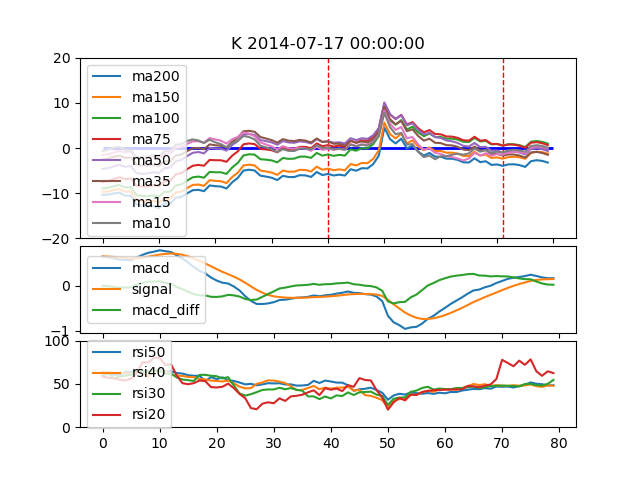 K 2014-07-17 00:00:00
20
10
0
−10
−20
ma200
ma150
ma100
ma75
ma50
ma35
ma15
ma10
0
−1
macd
signal
macd_diff
100
50
0
rsi50
rsi40
rsi30
rsi20
0 10 20 30 40 50 60 70 80